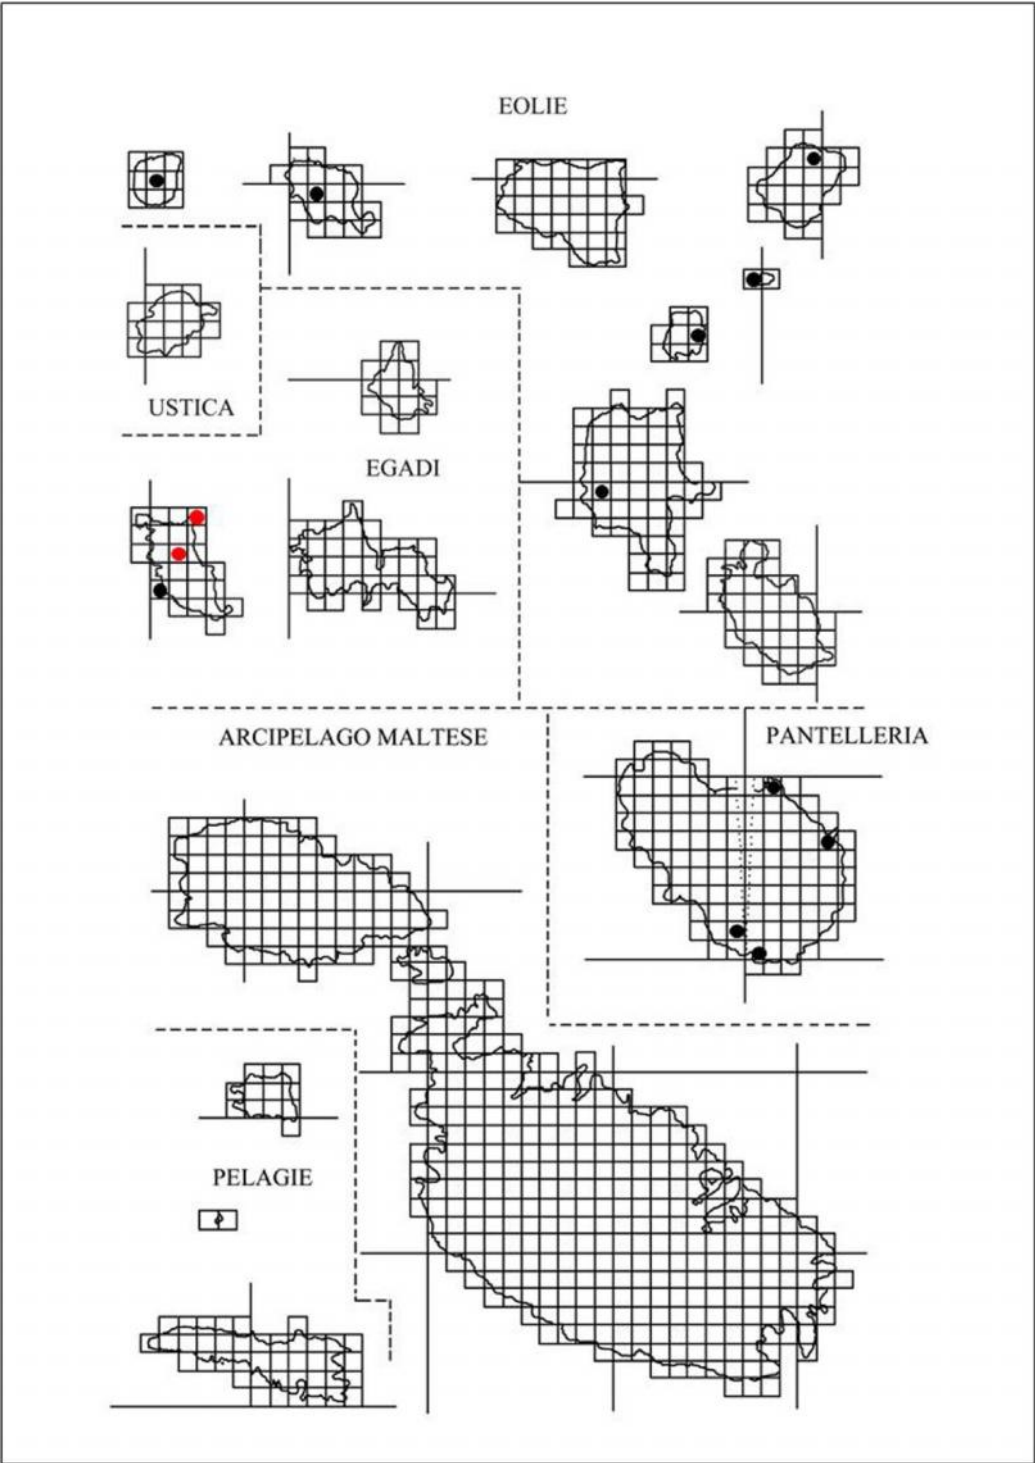 EOLIE
USTICA
EGADI
ARCIPELAGO MALTESE
PANTELLERIA
PELAGIE